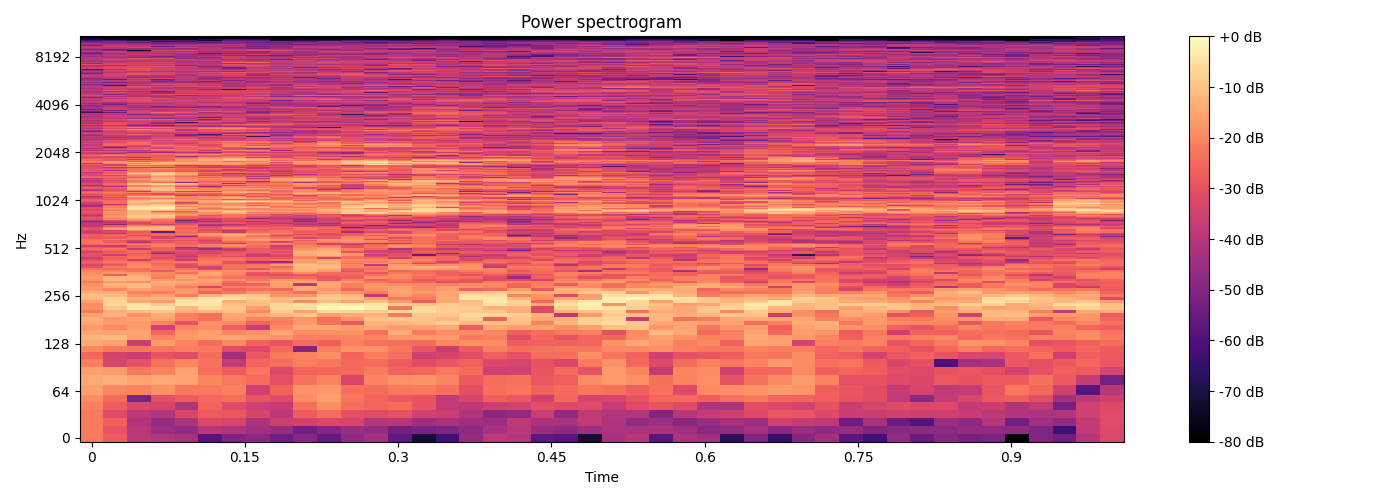 Power spectrogram
8192
4096
2048
1024
512
256
128
64
0
Hz
0 0.15 0.3 0.45 0.6 0.75 0.9
Time
+0 dB
-10 dB
-20 dB
-30 dB
-40 dB
-50 dB
-60 dB
-70 dB
-80 dB